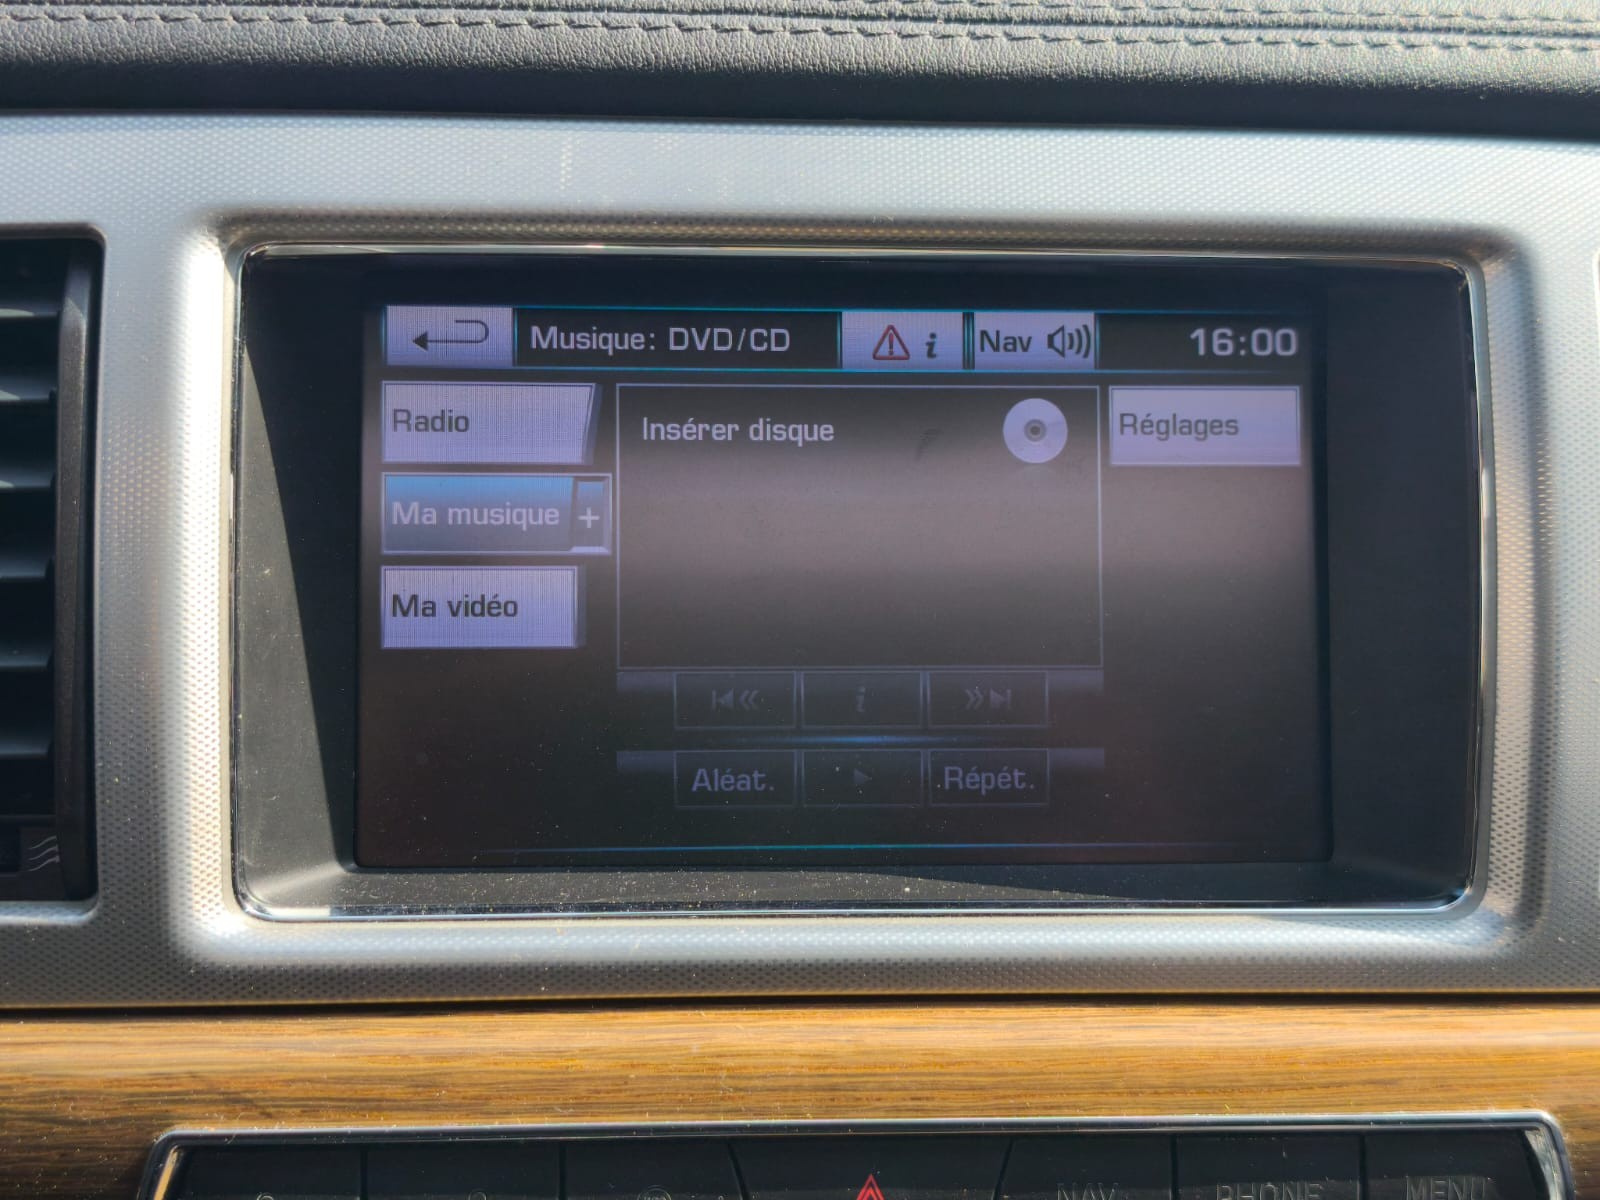 Musique: DVD/CD
i
Nav
16:00
Radio
Insérer disque
Réglages
Ma musique +
Ma vidéo
i
Aléat.
Répét.
NAV
PHONE
MENU